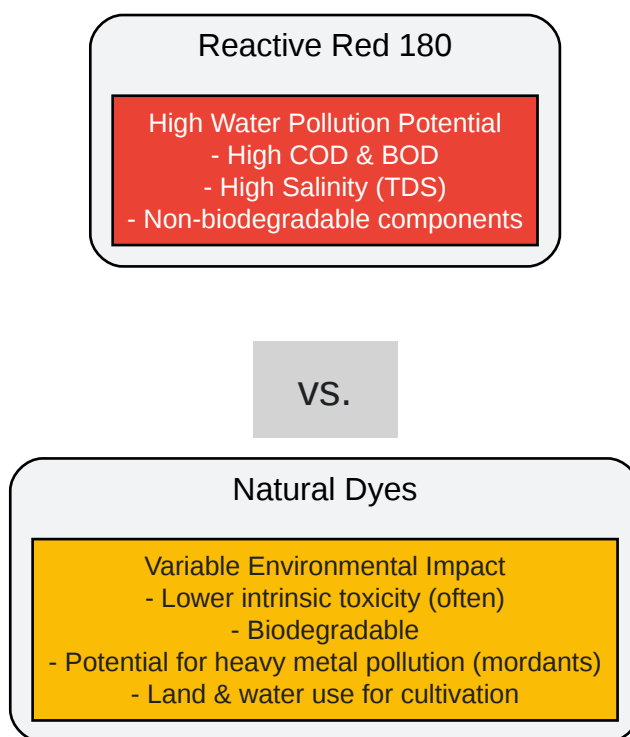 Reactive Red 180
High Water Pollution Potential
- High COD & BOD
- High Salinity (TDS)
- Non-biodegradable components
vs.
Natural Dyes
Variable Environmental Impact
- Lower intrinsic toxicity (often)
- Biodegradable
- Potential for heavy metal pollution (mordants)
- Land & water use for cultivation